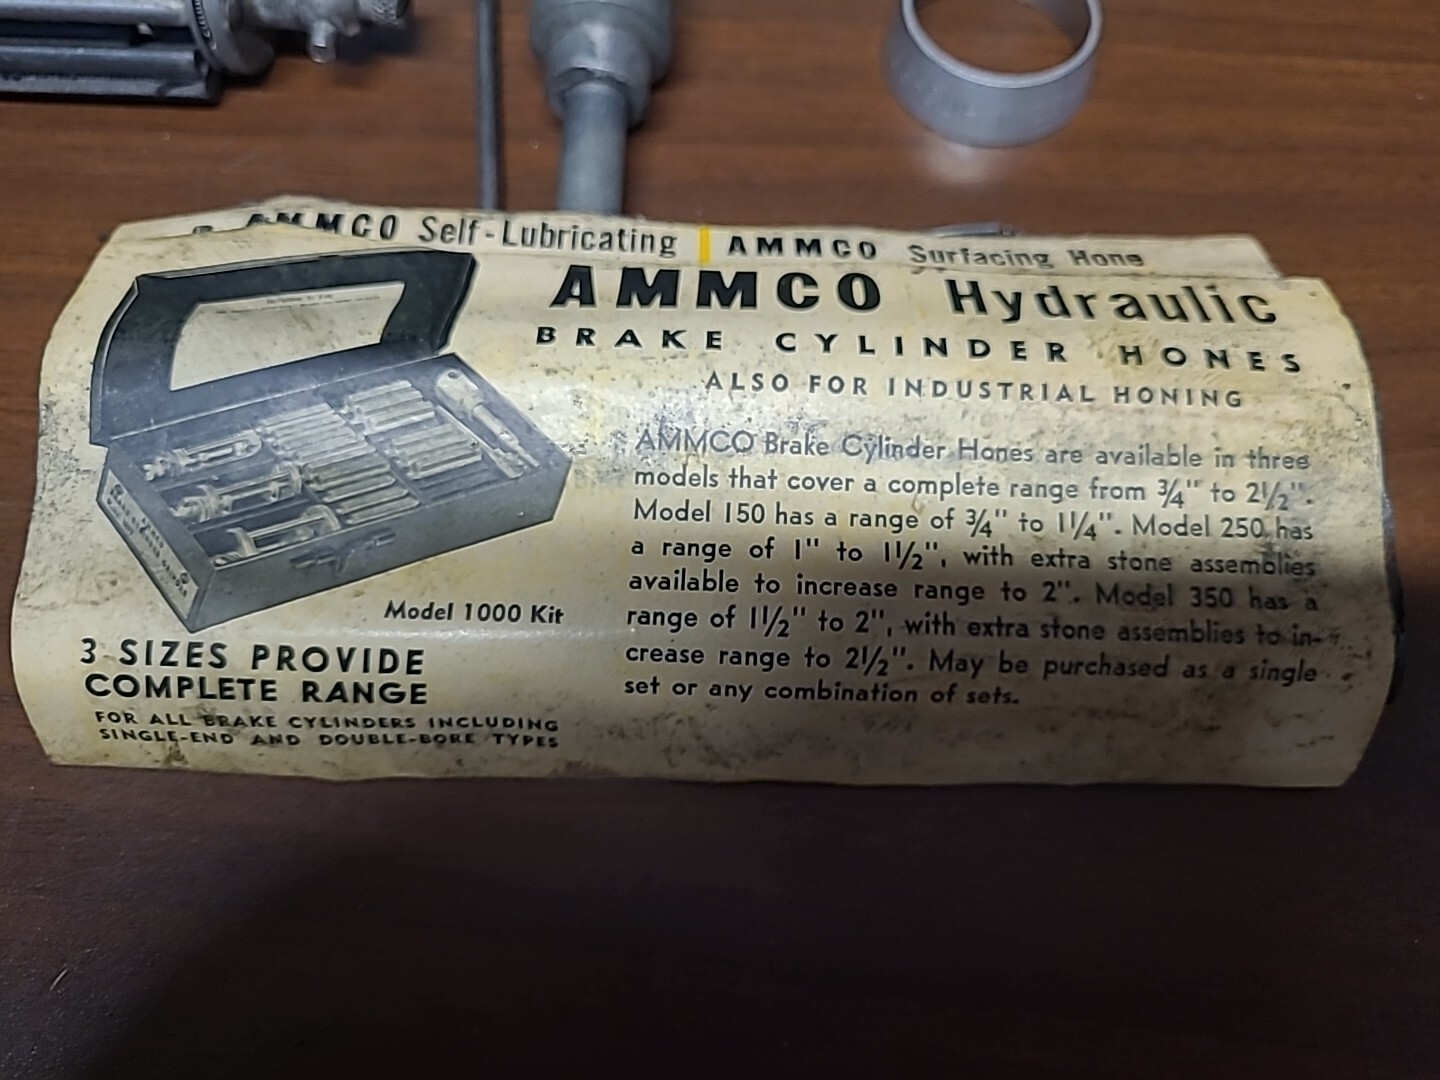 AMMCO Self-Lubricating AMMCO Surfacing Hone
AMMCO Hydraulic
BRAKE CYLINDER HONES
ALSO FOR INDUSTRIAL HONING
AMMCO Brake Cylinder Hones are available in three
models that cover a complete range from 3/4" to 2 1/2".
Model 150 has a range of 3/4" to 1 1/4". Model 250 has
a range of 1" to 1 1/2", with extra stone assemblies
available to increase range to 2". Model 350 has a
range of 1 1/2" to 2", with extra stone assemblies to in-
crease range to 2 1/2". May be purchased as a single
set or any combination of sets.
Model 1000 Kit
3 SIZES PROVIDE
COMPLETE RANGE
FOR ALL BRAKE CYLINDERS INCLUDING
SINGLE-END AND DOUBLE-BORE TYPES